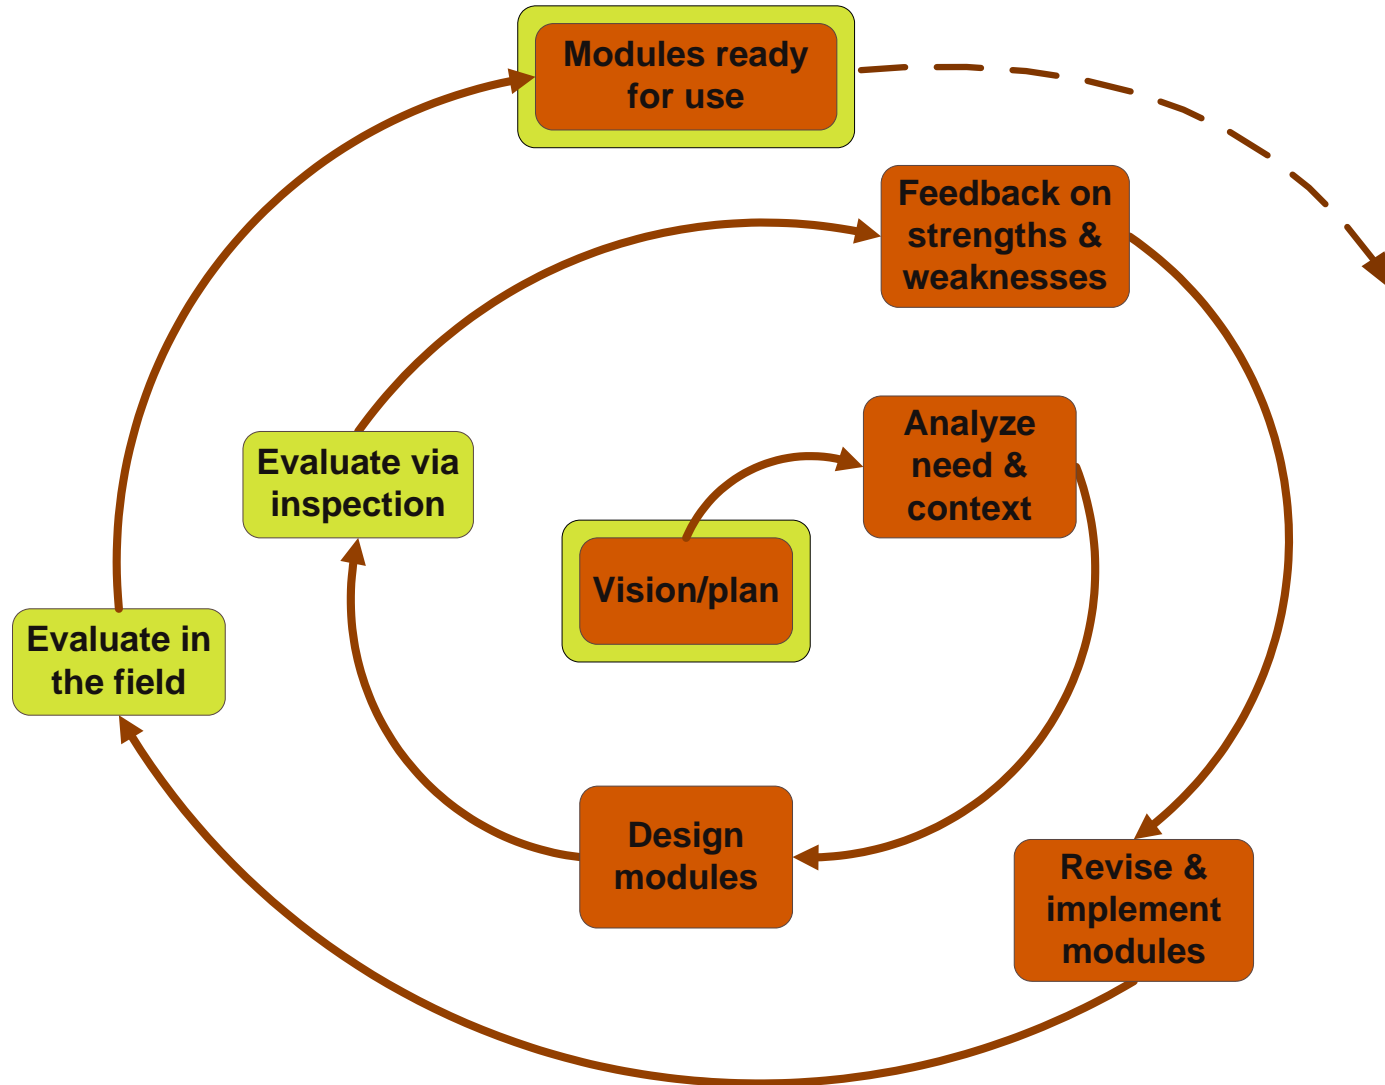 Modules ready
for use
Feedback on
strengths &
weaknesses
Analyze
need &
context
Evaluate via
inspection
Vision/plan
Evaluate in
the field
Design
modules
Revise &
implement
modules